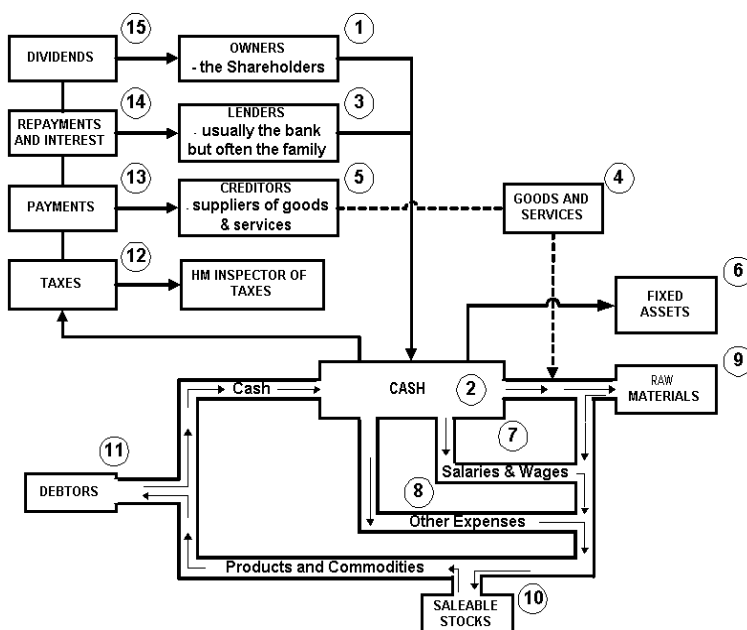 15
1
DIVIDENDS
OWNERS
- the Shareholders
14
3
REPAYMENTS
AND INTEREST
LENDERS
- usually the bank
but often the family
13
5
4
PAYMENTS
CREDITORS
- suppliers of goods
& services
GOODS AND
SERVICES
12
6
TAXES
HM INSPECTOR OF
TAXES
FIXED
ASSETS
9
Cash
CASH
2
RAW
MATERIALS
7
11
Salaries & Wages
DEBTORS
8
Other Expenses
Products and Commodities
10
SALEABLE
STOCKS